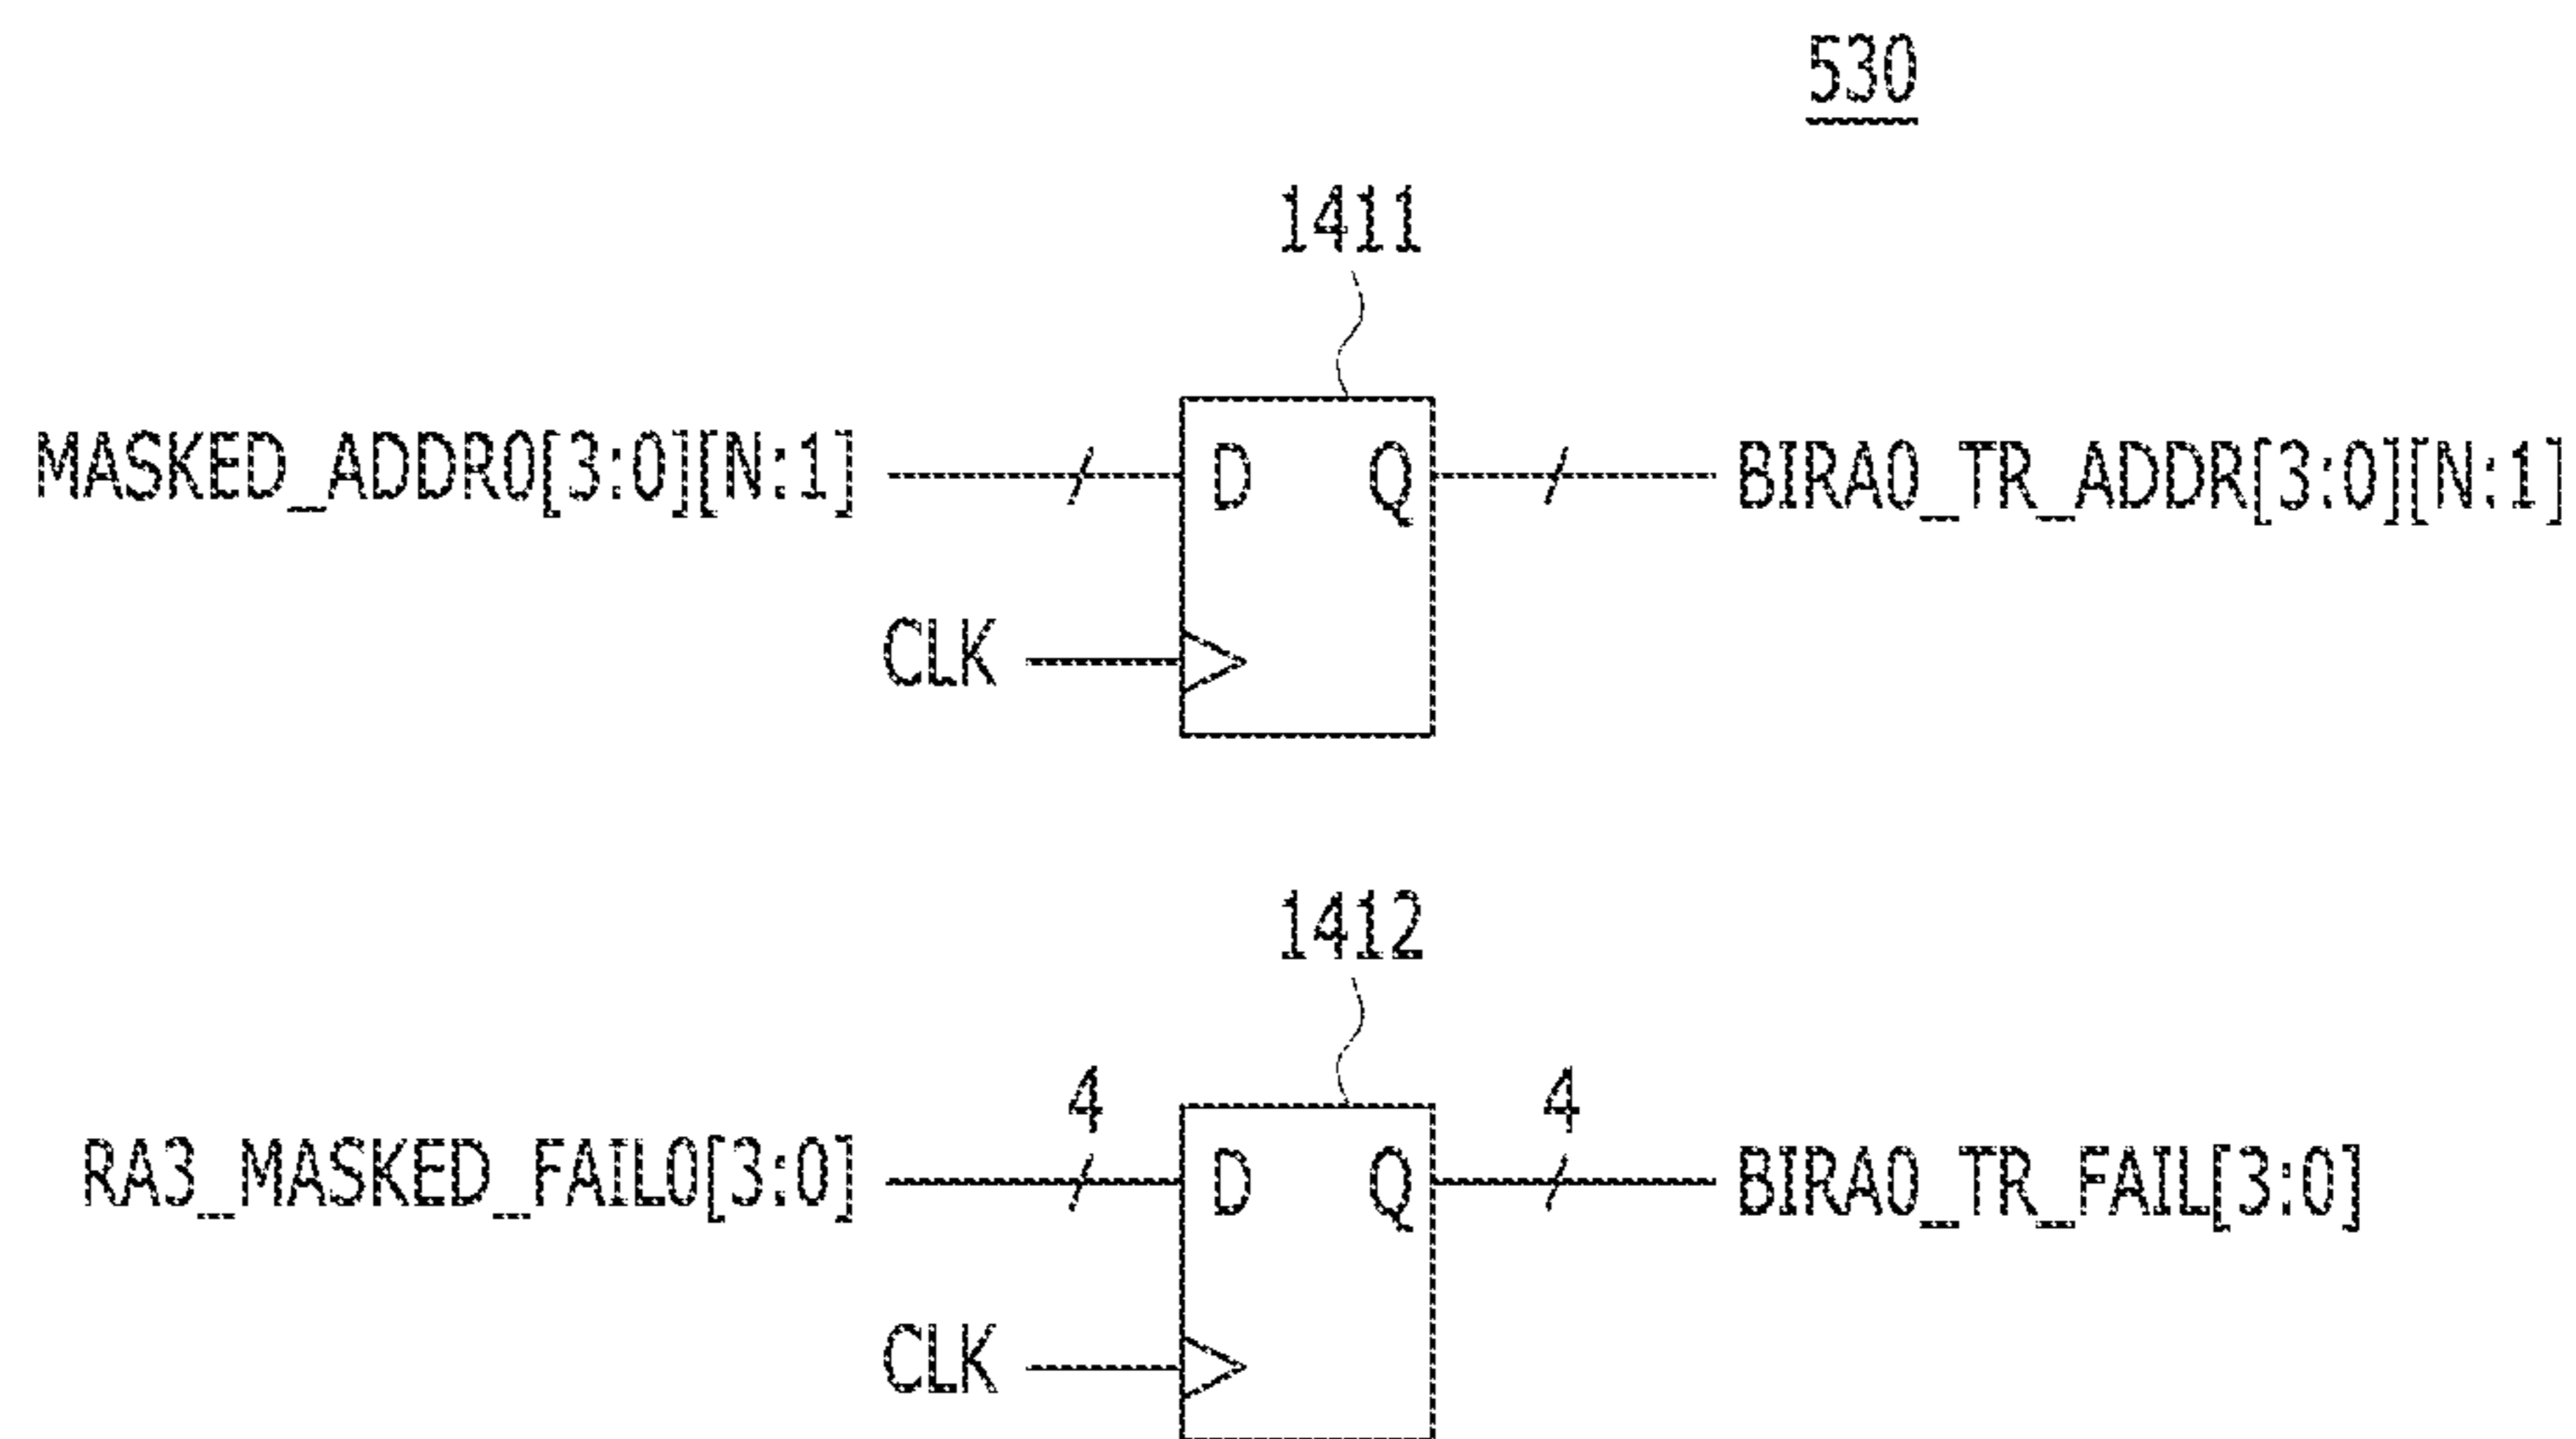 530
1411
MASKED_ADDR0[3:0][N:1] D Q BIRA0_TR_ADDR[3:0][N:1]
CLK
1412
4 4
RA3_MASKED_FAIL0[3:0] D Q BIRA0_TR_FAIL[3:0]
CLK